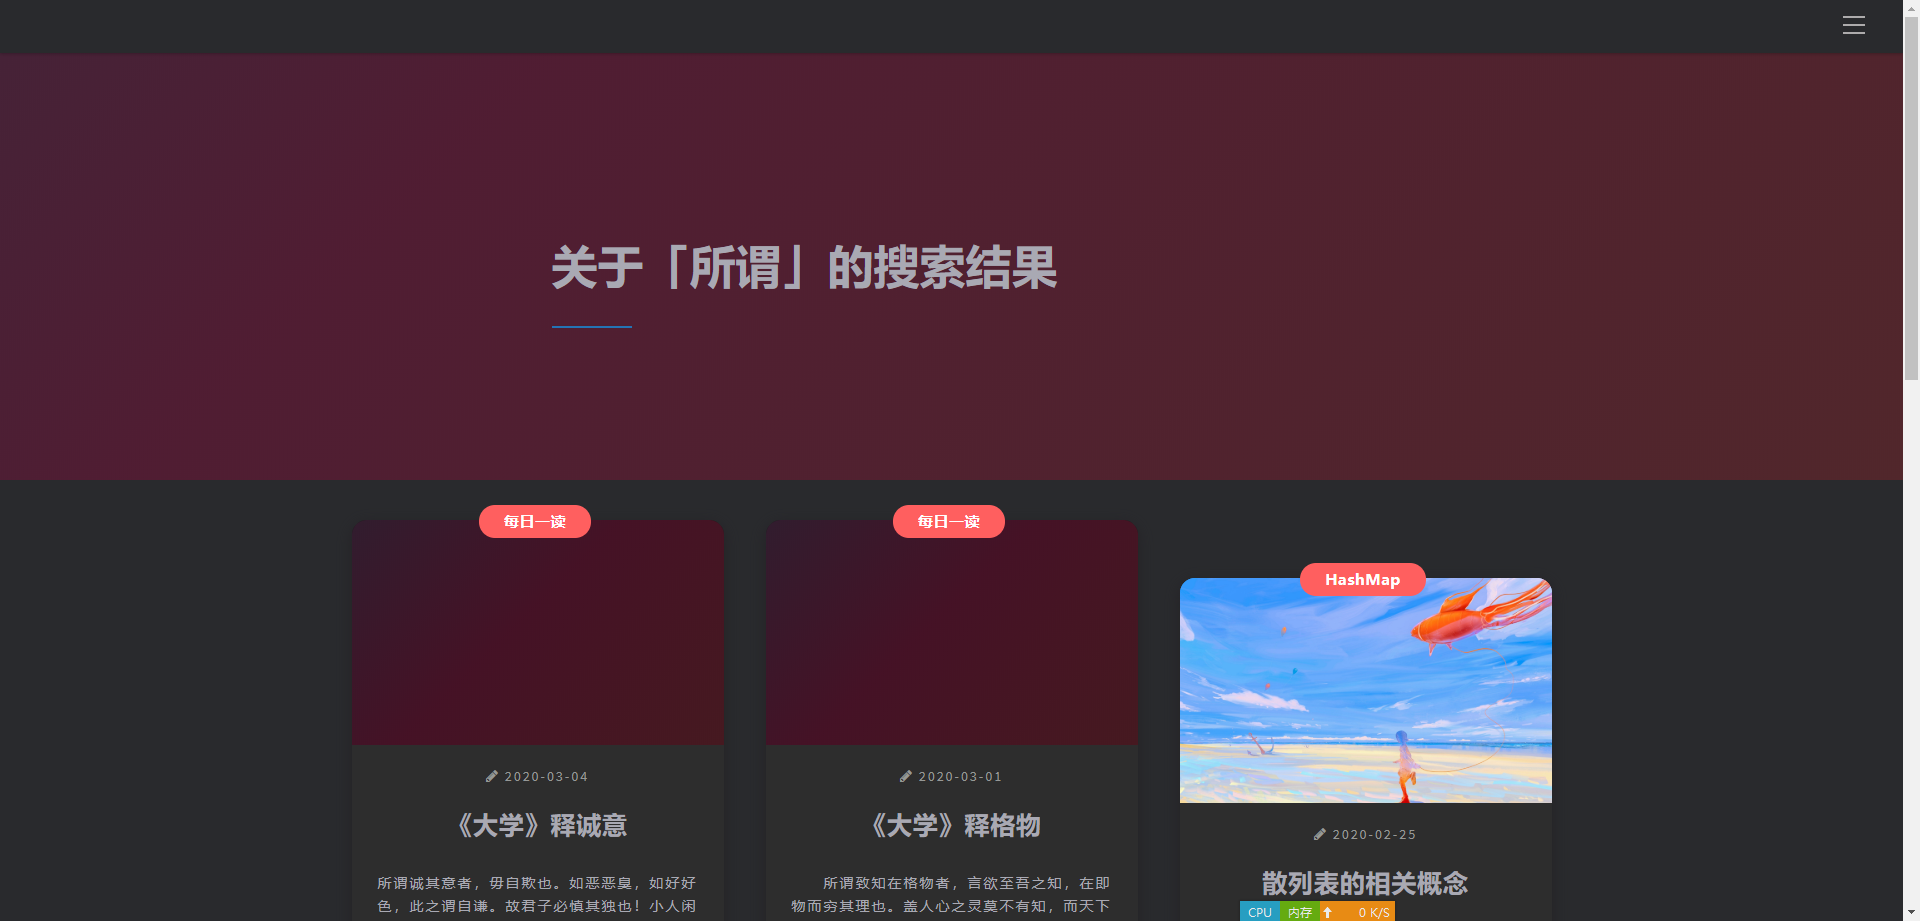 关于「所谓」的搜索结果
每日一读
2020-03-04
《大学》释诚意
所谓诚其意者，毋自欺也。如恶恶臭，如好好
色，此之谓自谦。故君子必慎其独也！小人闲
每日一读
2020-03-01
《大学》释格物
所谓致知在格物者，言欲至吾之知，在即
物而穷其理也。盖人心之灵莫不有知，而天下
HashMap
2020-02-25
散列表的相关概念
CPU 内存 0 K/S